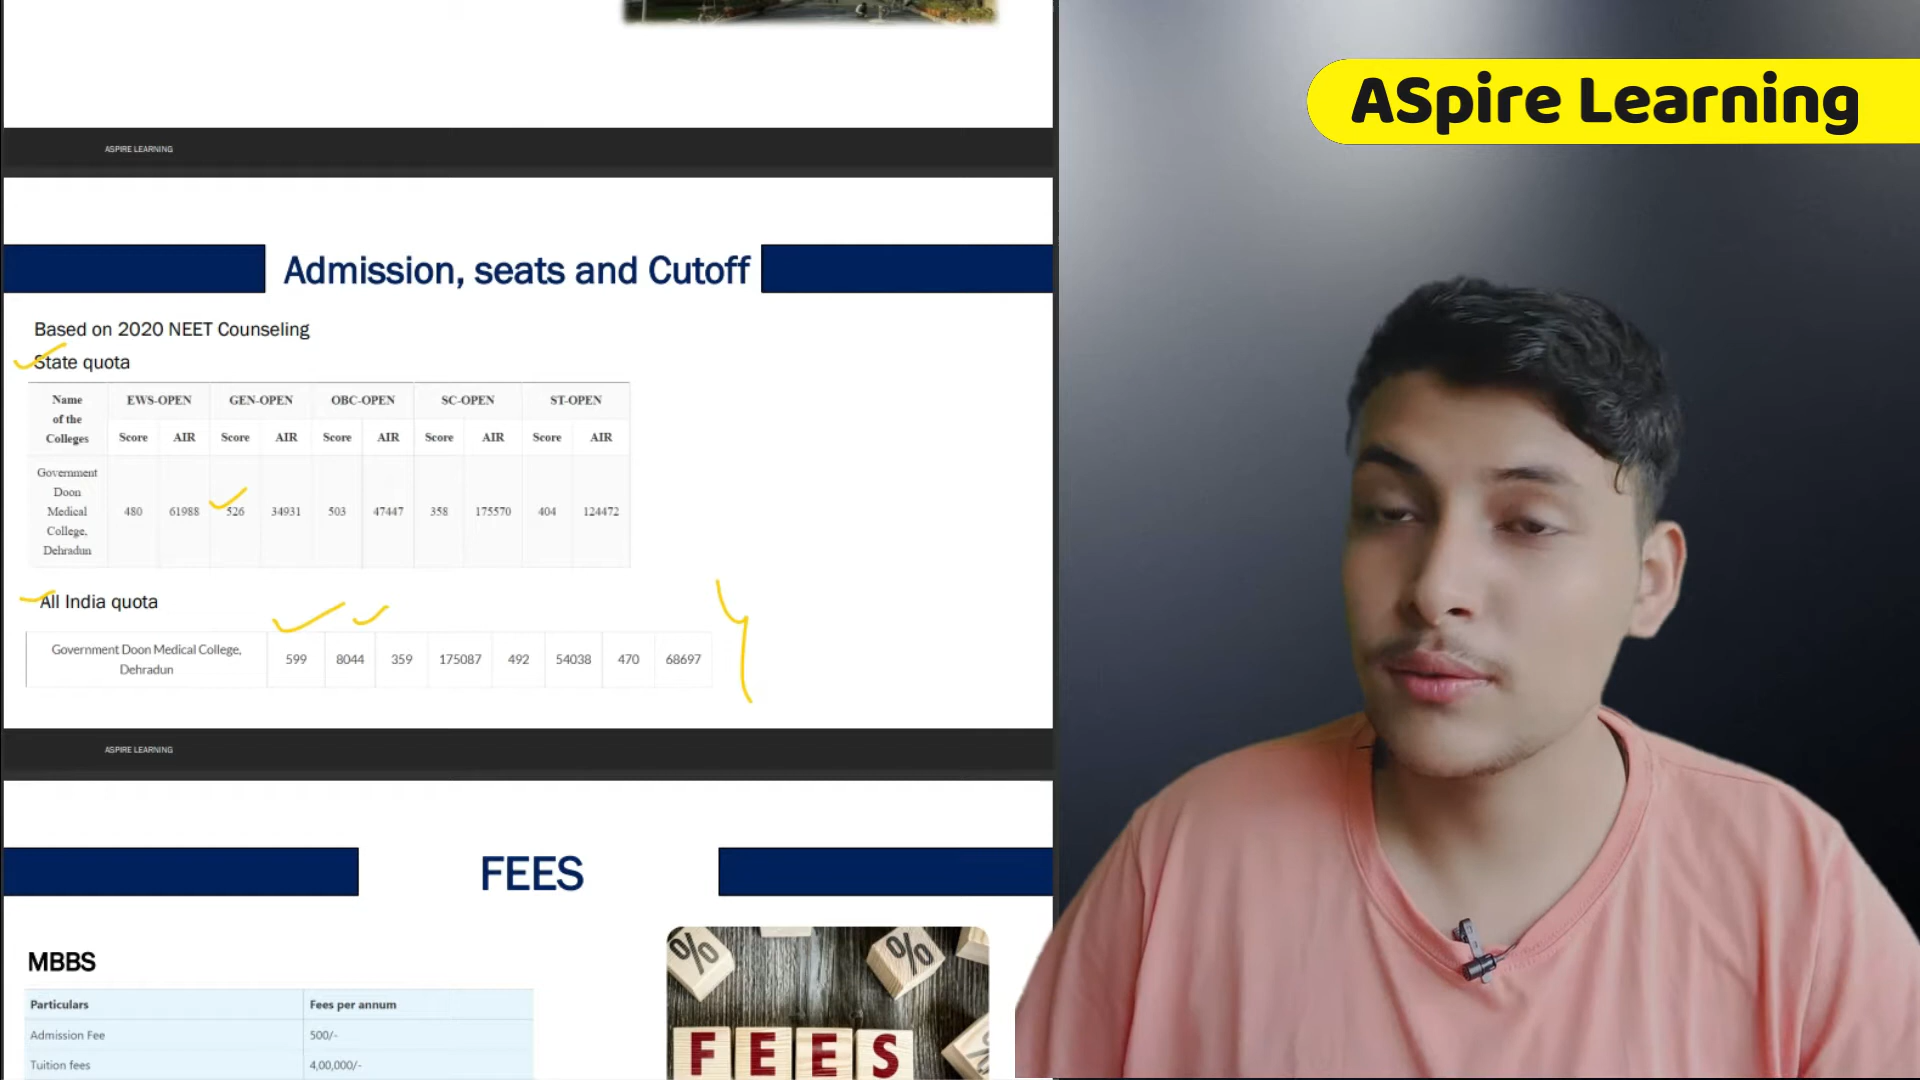 ASpire Learning
ASPIRE LEARNING
Admission, seats and Cutoff
Based on 2020 NEET Counseling
State quota
Name of the Colleges EWS-OPEN GEN-OPEN OBC-OPEN SC-OPEN ST-OPEN
Score AIR Score AIR Score AIR Score AIR Score AIR
Government Doon Medical College, Dehradun 480 61988 526 34931 503 47447 358 175570 404 124472
All India quota
Government Doon Medical College, Dehradun 599 8044 359 175087 492 54038 470 68697
ASPIRE LEARNING
FEES
MBBS
Particulars Fees per annum
Admission Fee 500/-
Tuition fees 4,00,000/-
% %
FEES